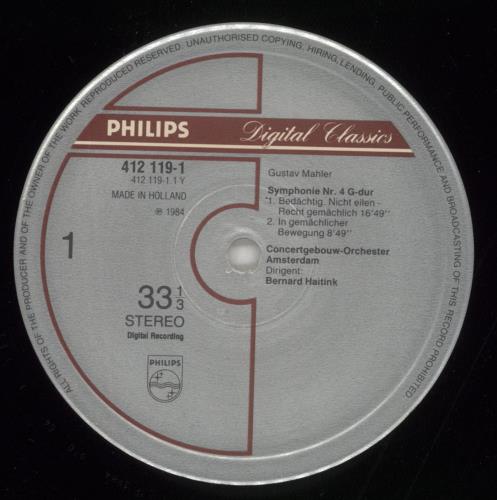 ALL RIGHTS OF THE PRODUCER AND OF THE OWNER OF THE WORK REPRODUCED RESERVED. UNAUTHORISED COPYING, HIRING, LENDING, PUBLIC PERFORMANCE AND BROADCASTING OF THIS RECORD PROHIBITED
PHILIPS Digital Classics
412 119-1
412 119-1 1 Y
MADE IN HOLLAND
℗ 1984
1
33 1/3
STEREO
Digital Recording
PHILIPS
Gustav Mahler
Symphonie Nr. 4 G-dur
1. Bedächtig. Nicht eilen -
Recht gemächlich 16'49"
2. In gemächlicher
Bewegung 8'49"
Concertgebouw-Orchester
Amsterdam
Dirigent:
Bernard Haitink